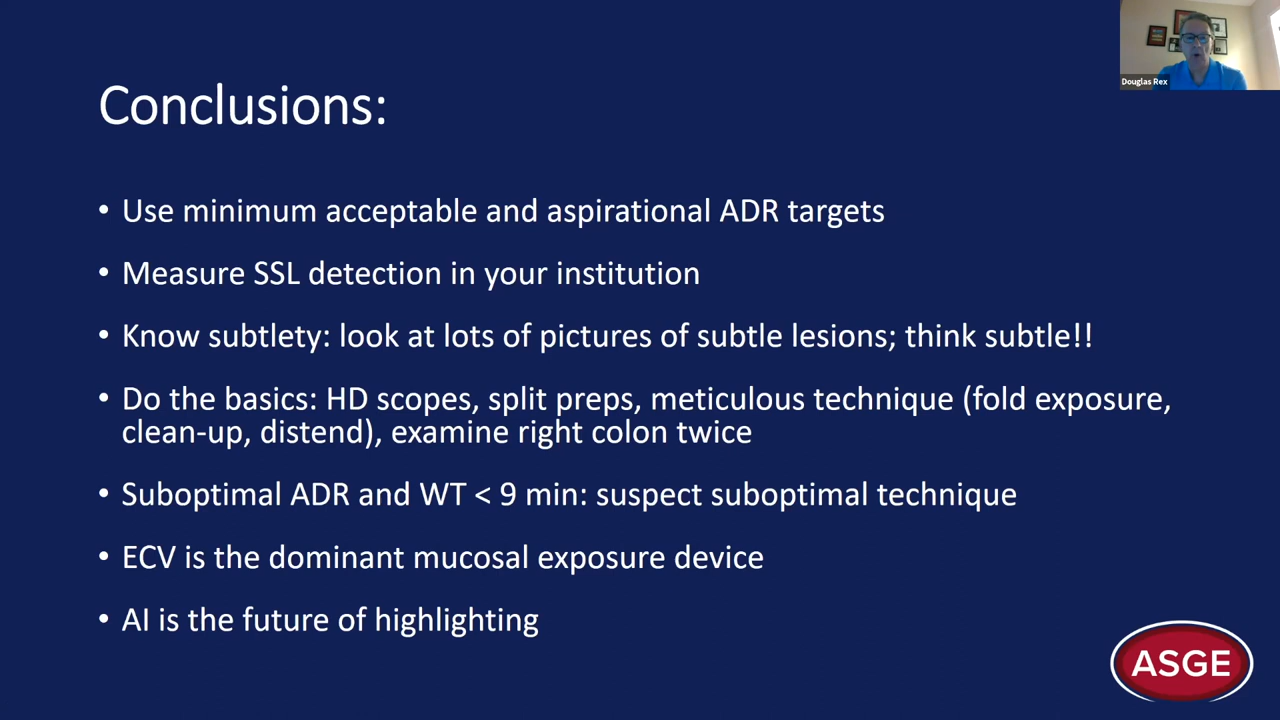 Douglas Rex
Conclusions:
• Use minimum acceptable and aspirational ADR targets
• Measure SSL detection in your institution
• Know subtlety: look at lots of pictures of subtle lesions; think subtle!!
• Do the basics: HD scopes, split preps, meticulous technique (fold exposure,
clean-up, distend), examine right colon twice
• Suboptimal ADR and WT < 9 min: suspect suboptimal technique
• ECV is the dominant mucosal exposure device
• AI is the future of highlighting
ASGE